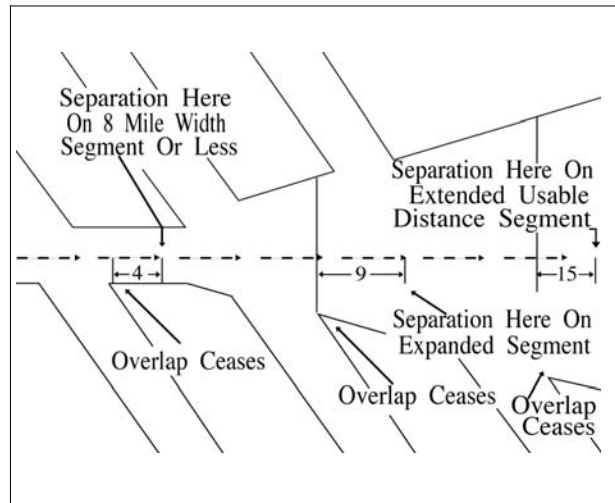 Separation Here
On 8 Mile Width
Segment Or Less
Separation Here On
Extended Usable
Distance Segment
4
9
15
Overlap Ceases
Separation Here On
Expanded Segment
Overlap Ceases
Overlap
Ceases